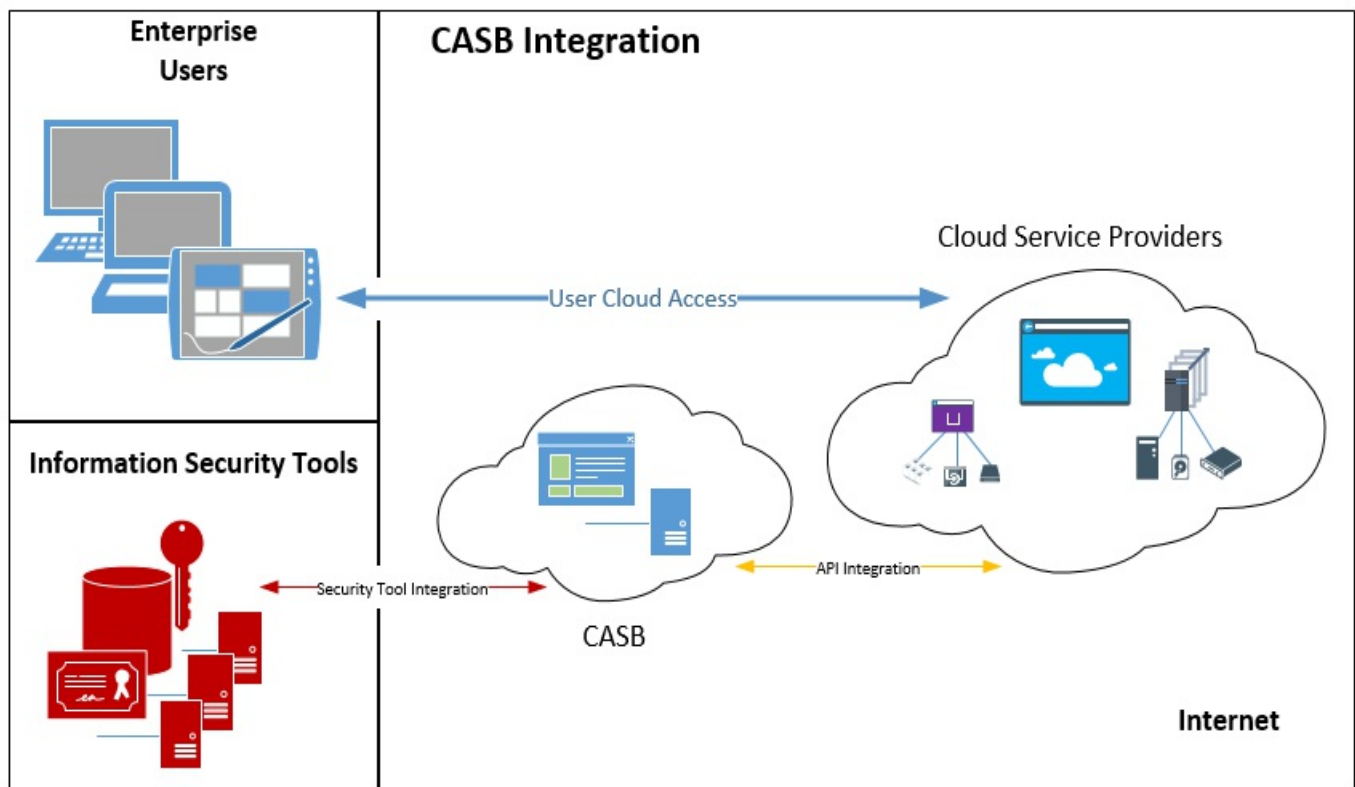 Enterprise
Users
CASB Integration
Cloud Service Providers
User Cloud Access
Information Security Tools
Security Tool Integration
API Integration
CASB
Internet